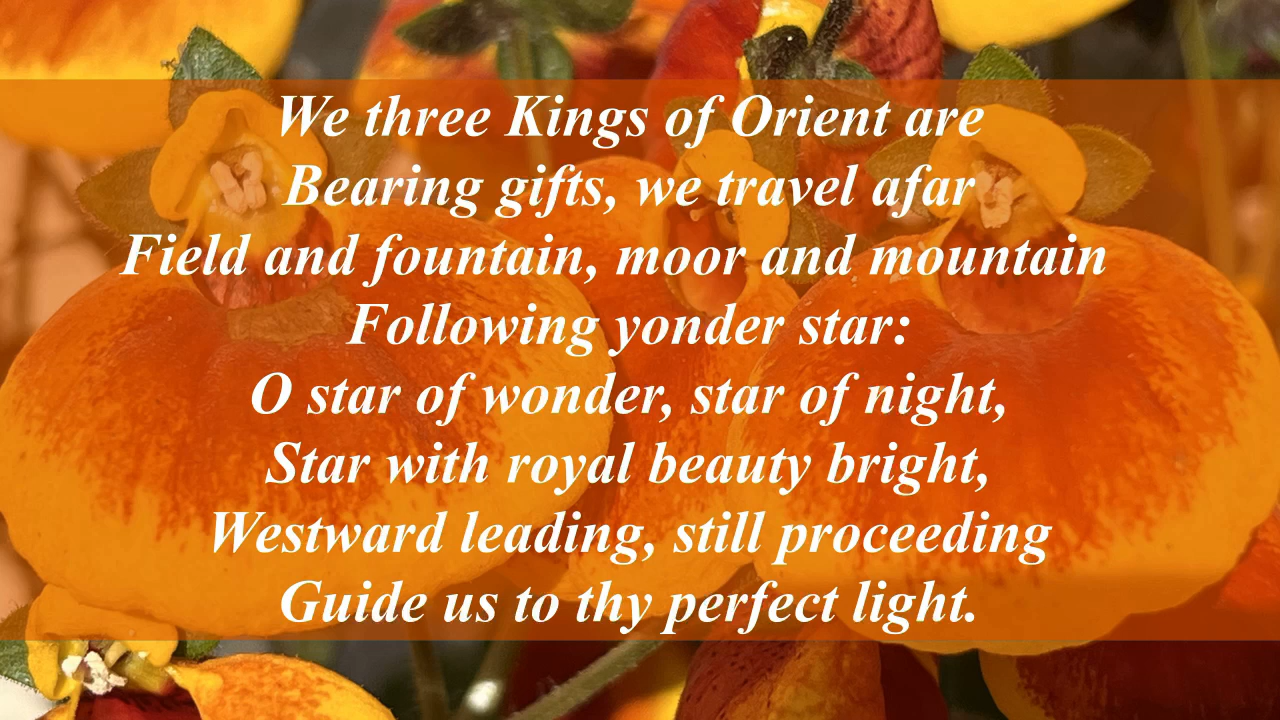 We three Kings of Orient are
Bearing gifts, we travel afar
Field and fountain, moor and mountain
Following yonder star:
O star of wonder, star of night,
Star with royal beauty bright,
Westward leading, still proceeding
Guide us to thy perfect light.